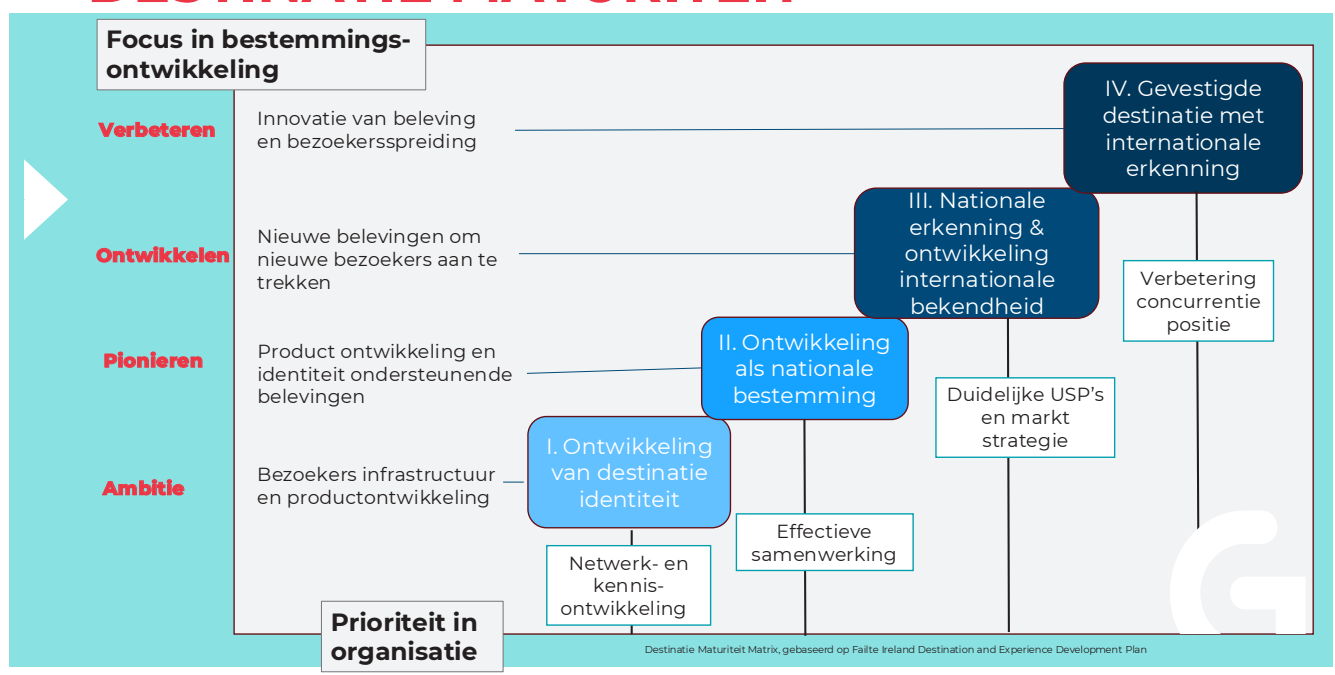 DESTINATIE MATURITEIT
Focus in bestemmings-
ontwikkeling
Verbeteren
Innovatie van beleving
en bezoekersspreiding
IV. Gevestigde
destinatie met
internationale
erkenning
Ontwikkelen
Nieuwe belevingen om
nieuwe bezoekers aan te
trekken
III. Nationale
erkenning &
ontwikkeling
internationale
bekendheid
Verbetering
concurrentie
positie
Pionieren
Product ontwikkeling en
identiteit ondersteunende
belevingen
II. Ontwikkeling
als nationale
bestemming
Duidelijke USP's
en markt
strategie
Ambitie
Bezoekers infrastructuur
en productontwikkeling
I. Ontwikkeling
van destinatie
identiteit
Effectieve
samenwerking
Netwerk- en
kennis-
ontwikkeling
Prioriteit in
organisatie
Destinatie Maturiteit Matrix, gebaseerd op Failte Ireland Destination and Experience Development Plan